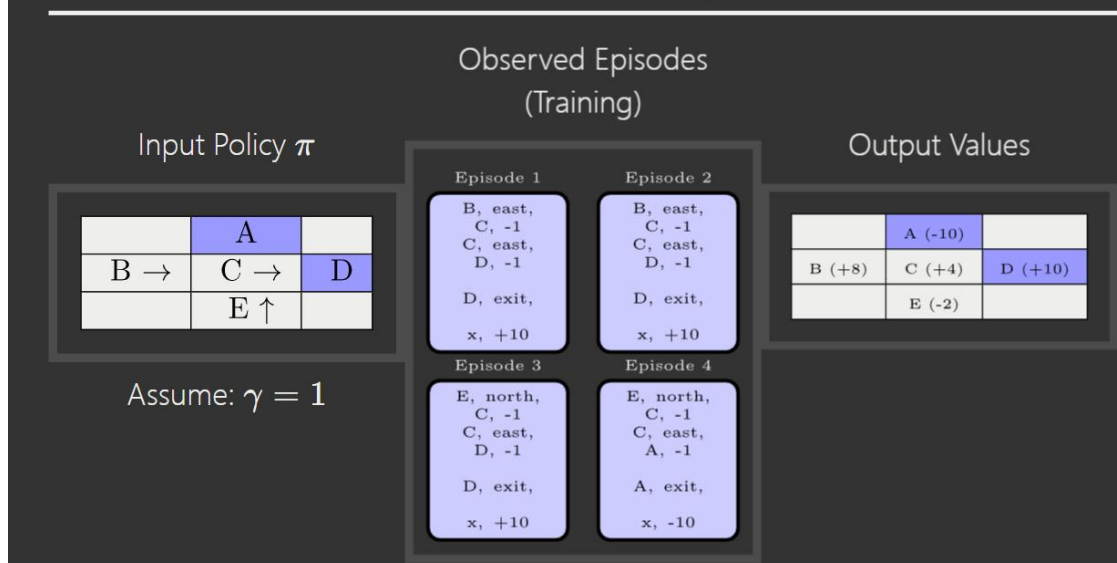 Observed Episodes
(Training)
Input Policy π
Output Values
A
B → C → D
E ↑
Assume: γ = 1
Episode 1
B, east,
C, -1
C, east,
D, -1
D, exit,
x, +10
Episode 2
B, east,
C, -1
C, east,
D, -1
D, exit,
x, +10
Episode 3
E, north,
C, -1
C, east,
D, -1
D, exit,
x, +10
Episode 4
E, north,
C, -1
C, east,
A, -1
A, exit,
x, -10
A (-10)
B (+8) C (+4) D (+10)
E (-2)